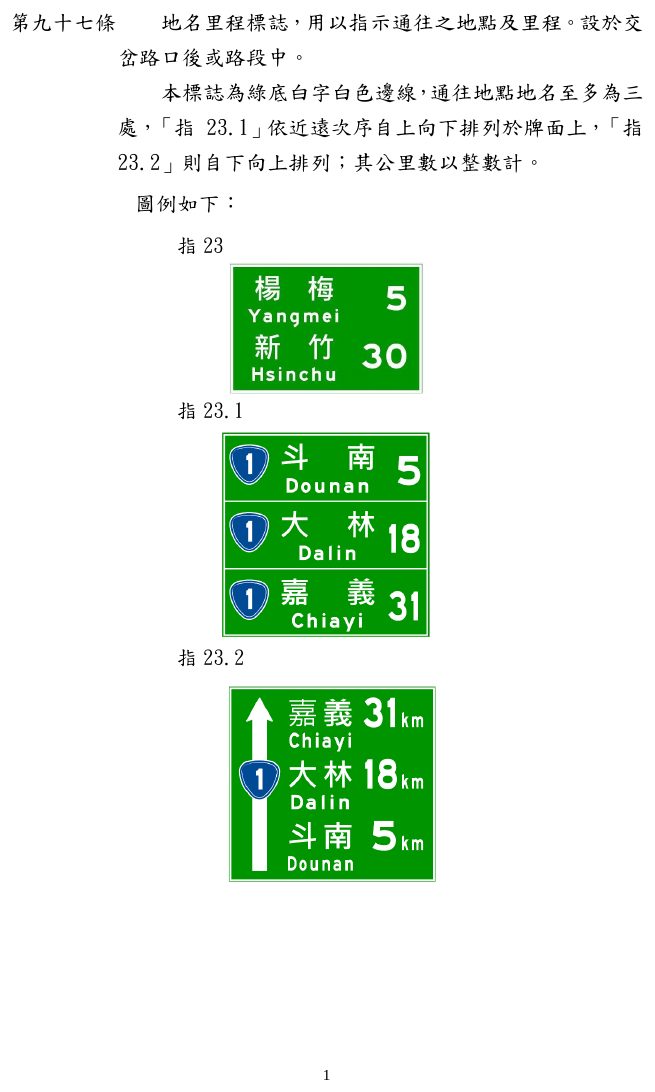 第九十七條　　地名里程標誌，用以指示通往之地點及里程。設於交
岔路口後或路段中。
本標誌為綠底白字白色邊線，通往地點地名至多為三
處，「指 23.1」依近遠次序自上向下排列於牌面上，「指
23.2」則自下向上排列；其公里數以整數計。
圖例如下：
指 23
楊 梅 5
Yangmei
新 竹 30
Hsinchu
指 23.1
1 斗 南 5
Dounan
1 大 林 18
Dalin
1 嘉 義 31
Chiayi
指 23.2
嘉義 31km
Chiayi
1 大林 18km
Dalin
斗南 5km
Dounan
1